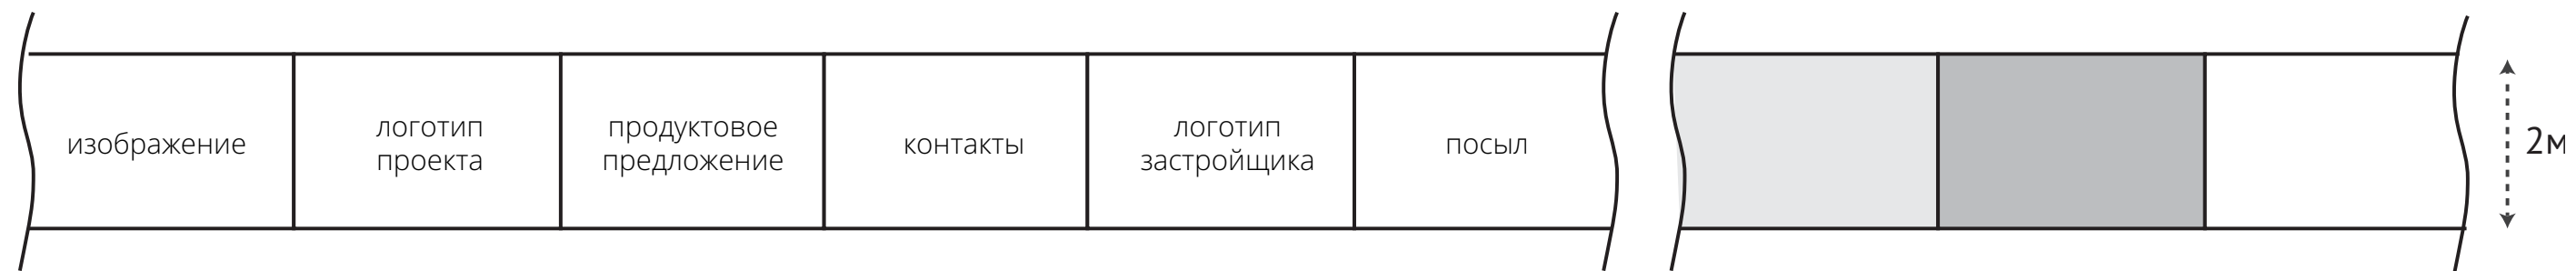 изображение
логотип
проекта
продуктовое
предложение
контакты
логотип
застройщика
посыл
2м